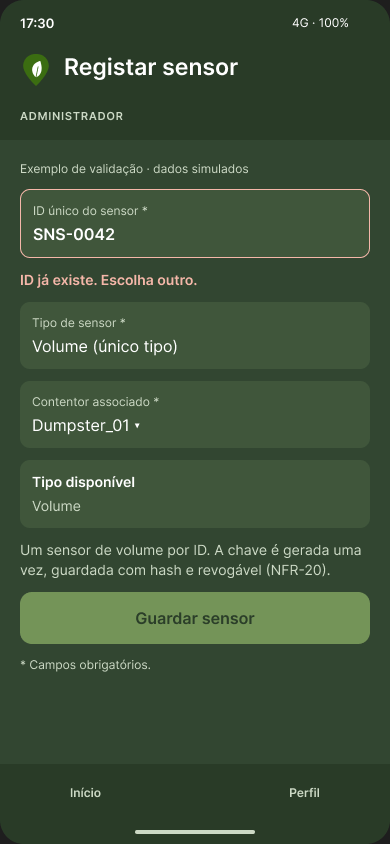 17:30
4G · 100%
Registar sensor
ADMINISTRADOR
Exemplo de validação · dados simulados
ID único do sensor *
SNS-0042
ID já existe. Escolha outro.
Tipo de sensor *
Volume (único tipo)
Contentor associado *
Dumpster_01 ▾
Tipo disponível
Volume
Um sensor de volume por ID. A chave é gerada uma
vez, guardada com hash e revogável (NFR-20).
Guardar sensor
* Campos obrigatórios.
Início
Perfil